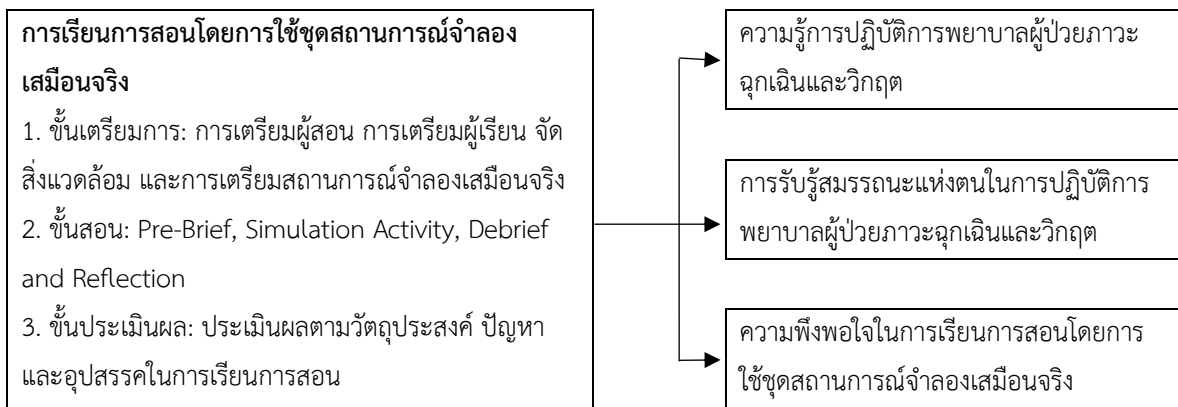 การเรียนการสอนโดยการใช้ชุดสถานการณ์จำลอง
เสมือนจริง
1. ขั้นเตรียมการ: การเตรียมผู้สอน การเตรียมผู้เรียน จัด
สิ่งแวดล้อม และการเตรียมสถานการณ์จำลองเสมือนจริง
2. ขั้นสอน: Pre-Brief, Simulation Activity, Debrief
and Reflection
3. ขั้นประเมินผล: ประเมินผลตามวัตถุประสงค์ ปัญหา
และอุปสรรคในการเรียนการสอน
ความรู้การปฏิบัติการพยาบาลผู้ป่วยภาวะ
ฉุกเฉินและวิกฤต
การรับรู้สมรรถนะแห่งตนในการปฏิบัติการ
พยาบาลผู้ป่วยภาวะฉุกเฉินและวิกฤต
ความพึงพอใจในการเรียนการสอนโดยการ
ใช้ชุดสถานการณ์จำลองเสมือนจริง